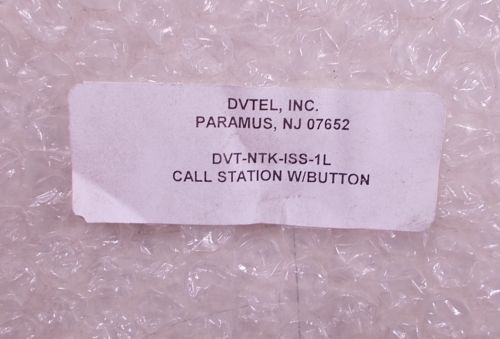 DVTEL, INC.
PARAMUS, NJ 07652
DVT-NTK-ISS-1L
CALL STATION W/BUTTON